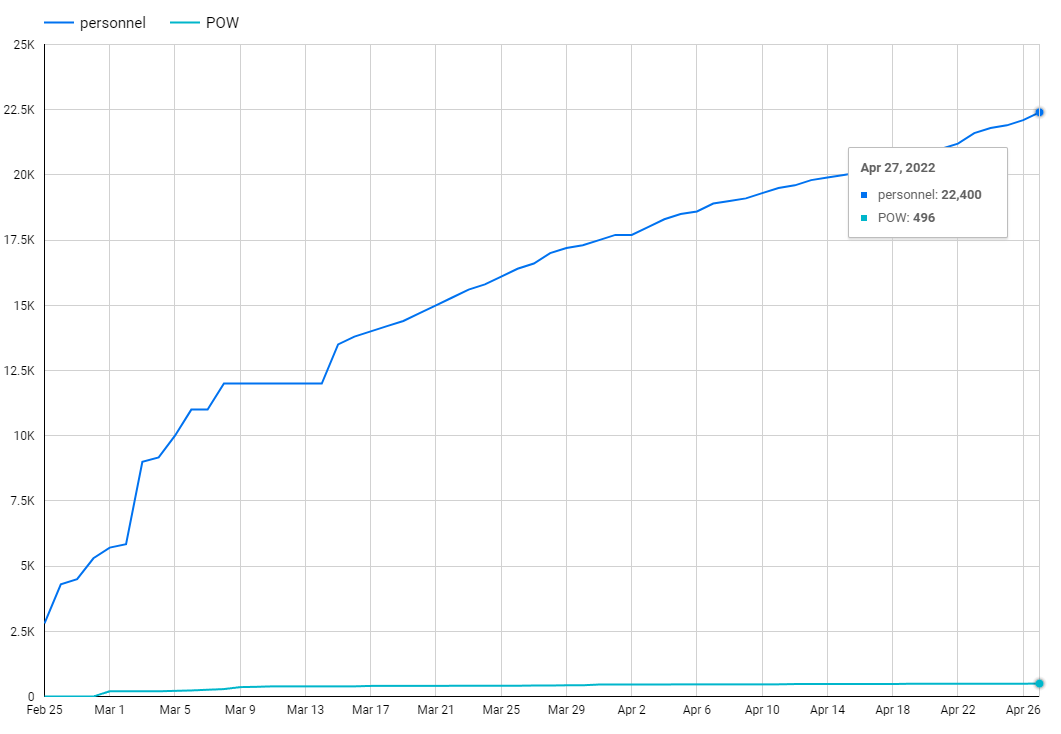 personnel POW
25K
22.5K
20K
17.5K
15K
12.5K
10K
7.5K
5K
2.5K
0
Apr 27, 2022
personnel: 22,400
POW: 496
Feb 25 Mar 1 Mar 5 Mar 9 Mar 13 Mar 17 Mar 21 Mar 25 Mar 29 Apr 2 Apr 6 Apr 10 Apr 14 Apr 18 Apr 22 Apr 26